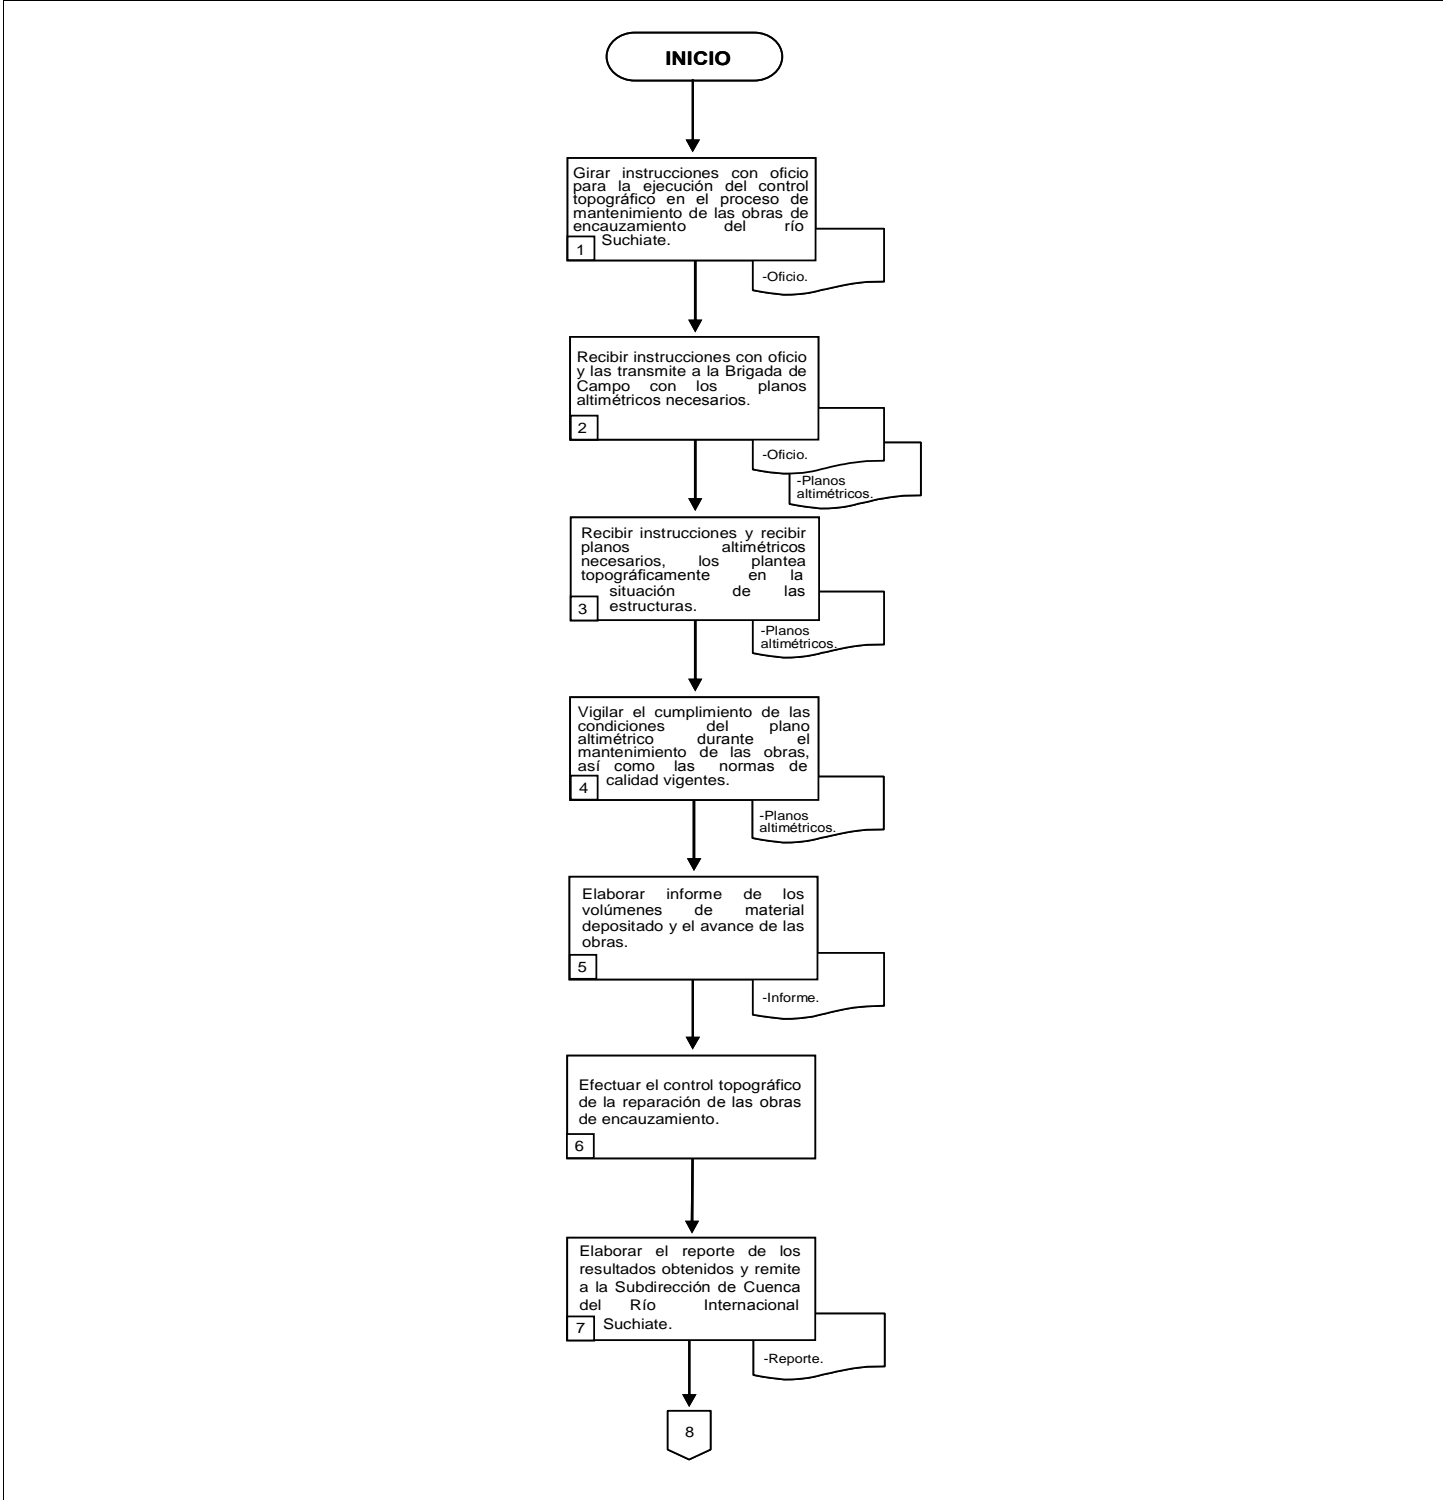 INICIO
Girar instrucciones con oficio
para la ejecución del control
topográfico en el proceso de
mantenimiento de las obras de
encauzamiento del río
Suchiate.
1
-Oficio.
Recibir instrucciones con oficio
y las transmite a la Brigada de
Campo con los planos
altimétricos necesarios.
2
-Oficio.
-Planos
altimétricos.
Recibir instrucciones y recibir
planos altimétricos
necesarios, los plantea
topográficamente en la
situación de las
estructuras.
3
-Planos
altimétricos.
Vigilar el cumplimiento de las
condiciones del plano
altimétrico durante el
mantenimiento de las obras,
así como las normas de
calidad vigentes.
4
-Planos
altimétricos.
Elaborar informe de los
volúmenes de material
depositado y el avance de las
obras.
5
-Informe.
Efectuar el control topográfico
de la reparación de las obras
de encauzamiento.
6
Elaborar el reporte de los
resultados obtenidos y remite
a la Subdirección de Cuenca
del Río Internacional
Suchiate.
7
-Reporte.
8